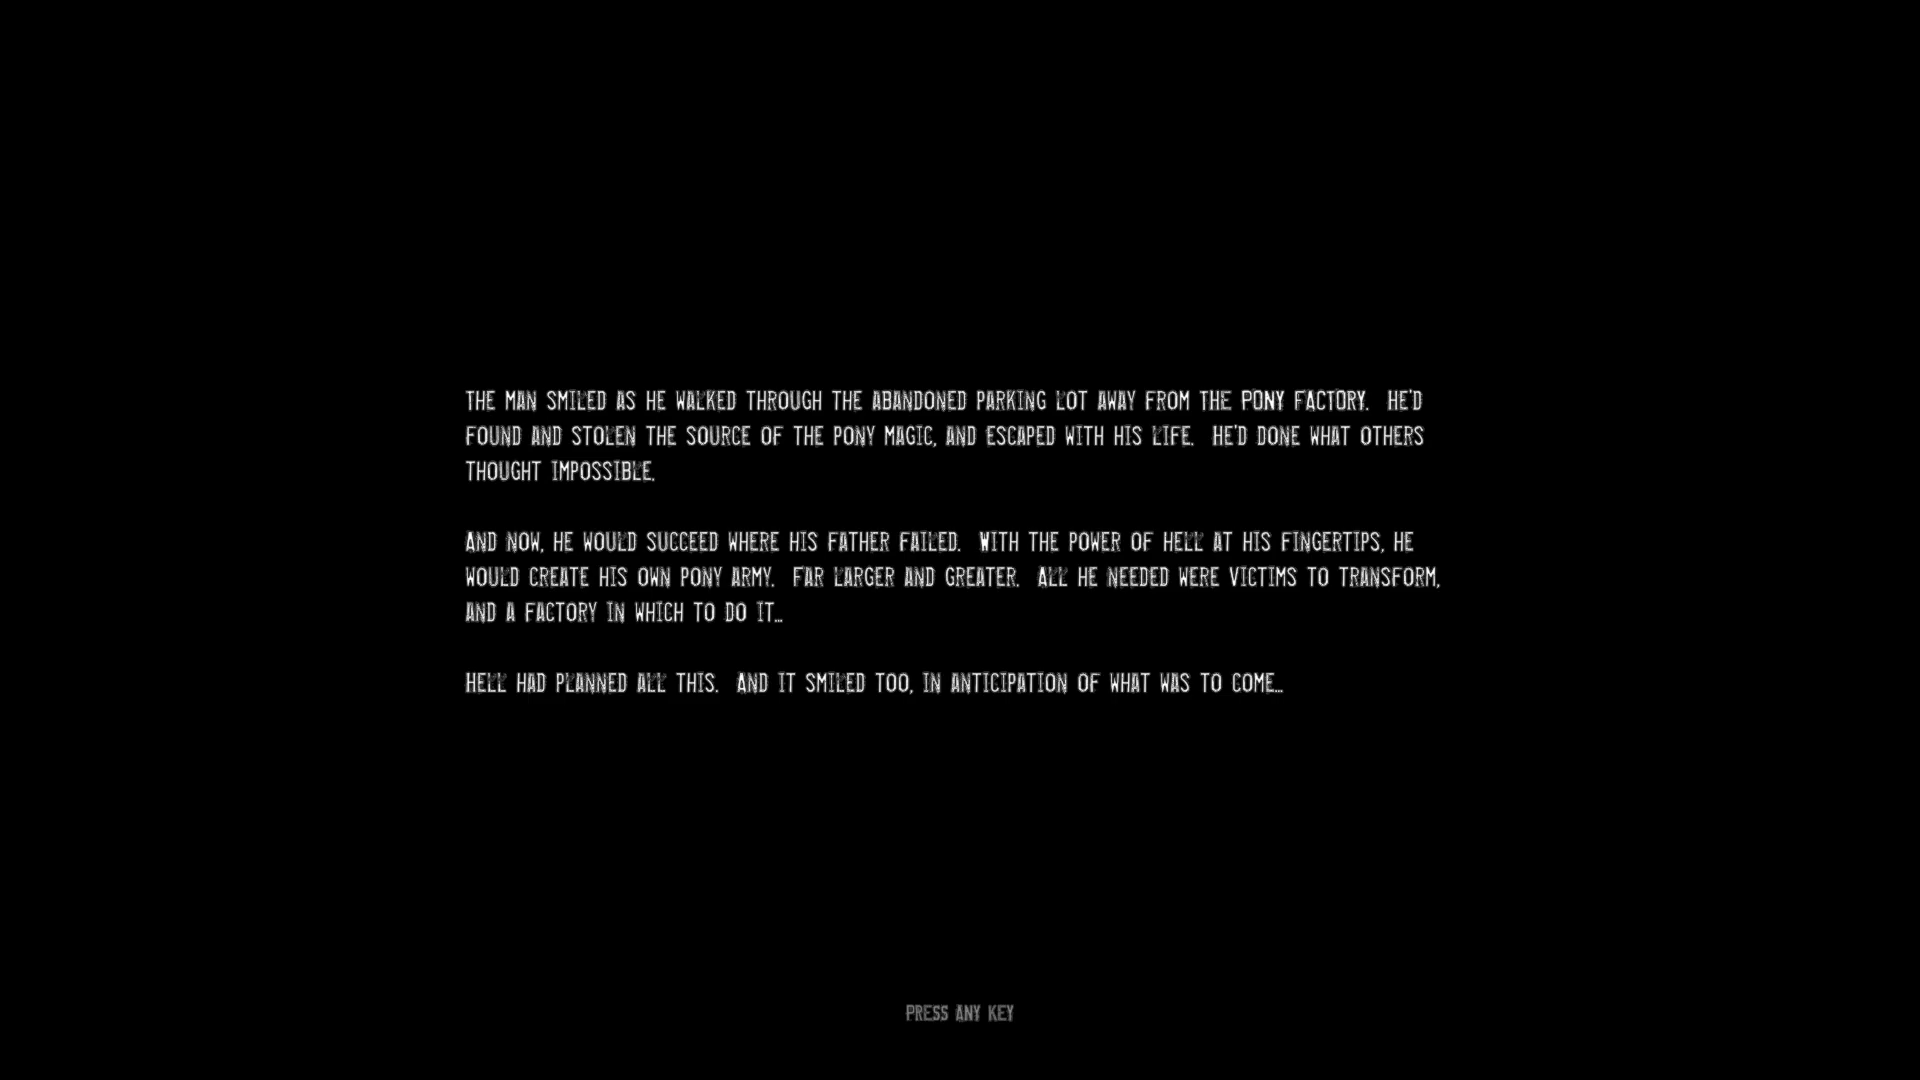 THE MAN SMILED AS HE WALKED THROUGH THE ABANDONED PARKING LOT AWAY FROM THE PONY FACTORY. HE'D
FOUND AND STOLEN THE SOURCE OF THE PONY MAGIC, AND ESCAPED WITH HIS LIFE. HE'D DONE WHAT OTHERS
THOUGHT IMPOSSIBLE.
AND NOW, HE WOULD SUCCEED WHERE HIS FATHER FAILED. WITH THE POWER OF HELL AT HIS FINGERTIPS, HE
WOULD CREATE HIS OWN PONY ARMY. FAR LARGER AND GREATER. ALL HE NEEDED WERE VICTIMS TO TRANSFORM,
AND A FACTORY IN WHICH TO DO IT...
HELL HAD PLANNED ALL THIS. AND IT SMILED TOO, IN ANTICIPATION OF WHAT WAS TO COME...
PRESS ANY KEY